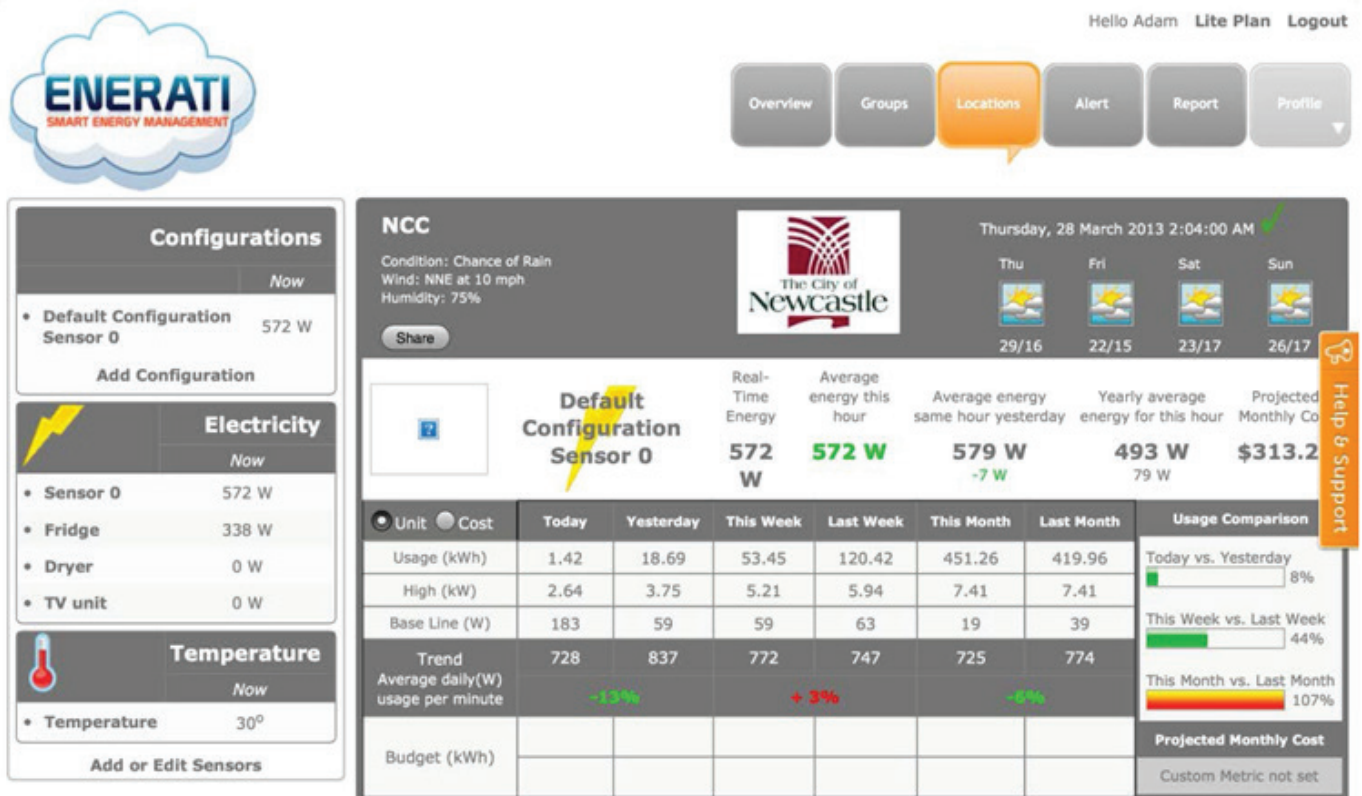 Hello Adam Lite Plan Logout
ENERATI
SMART ENERGY MANAGEMENT
Overview Groups Locations Alert Report Profile
Configurations
Now
• Default Configuration Sensor 0 572 W
Add Configuration
Electricity
Now
• Sensor 0 572 W
• Fridge 338 W
• Dryer 0 W
• TV unit 0 W
Temperature
Now
• Temperature 30⁰
Add or Edit Sensors
NCC
Condition: Chance of Rain
Wind: NNE at 10 mph
Humidity: 75%
Share
The City of
Newcastle
Thursday, 28 March 2013 2:04:00 AM
Thu Fri Sat Sun
29/16 22/15 23/17 26/17
Help & Support
Default
Configuration
Sensor 0
Real-Time Energy
572 W
Average energy this hour
572 W
Average energy same hour yesterday
579 W
-7 W
Yearly average energy for this hour
493 W
79 W
Projected Monthly Co
$313.2
Unit Cost Today Yesterday This Week Last Week This Month Last Month
Usage (kWh) 1.42 18.69 53.45 120.42 451.26 419.96
High (kW) 2.64 3.75 5.21 5.94 7.41 7.41
Base Line (W) 183 59 59 63 19 39
Trend
Average daily(W)
usage per minute
728 837 772 747 725 774
-13% + 3% -6%
Budget (kWh)
Usage Comparison
Today vs. Yesterday
8%
This Week vs. Last Week
44%
This Month vs. Last Month
107%
Projected Monthly Cost
Custom Metric not set